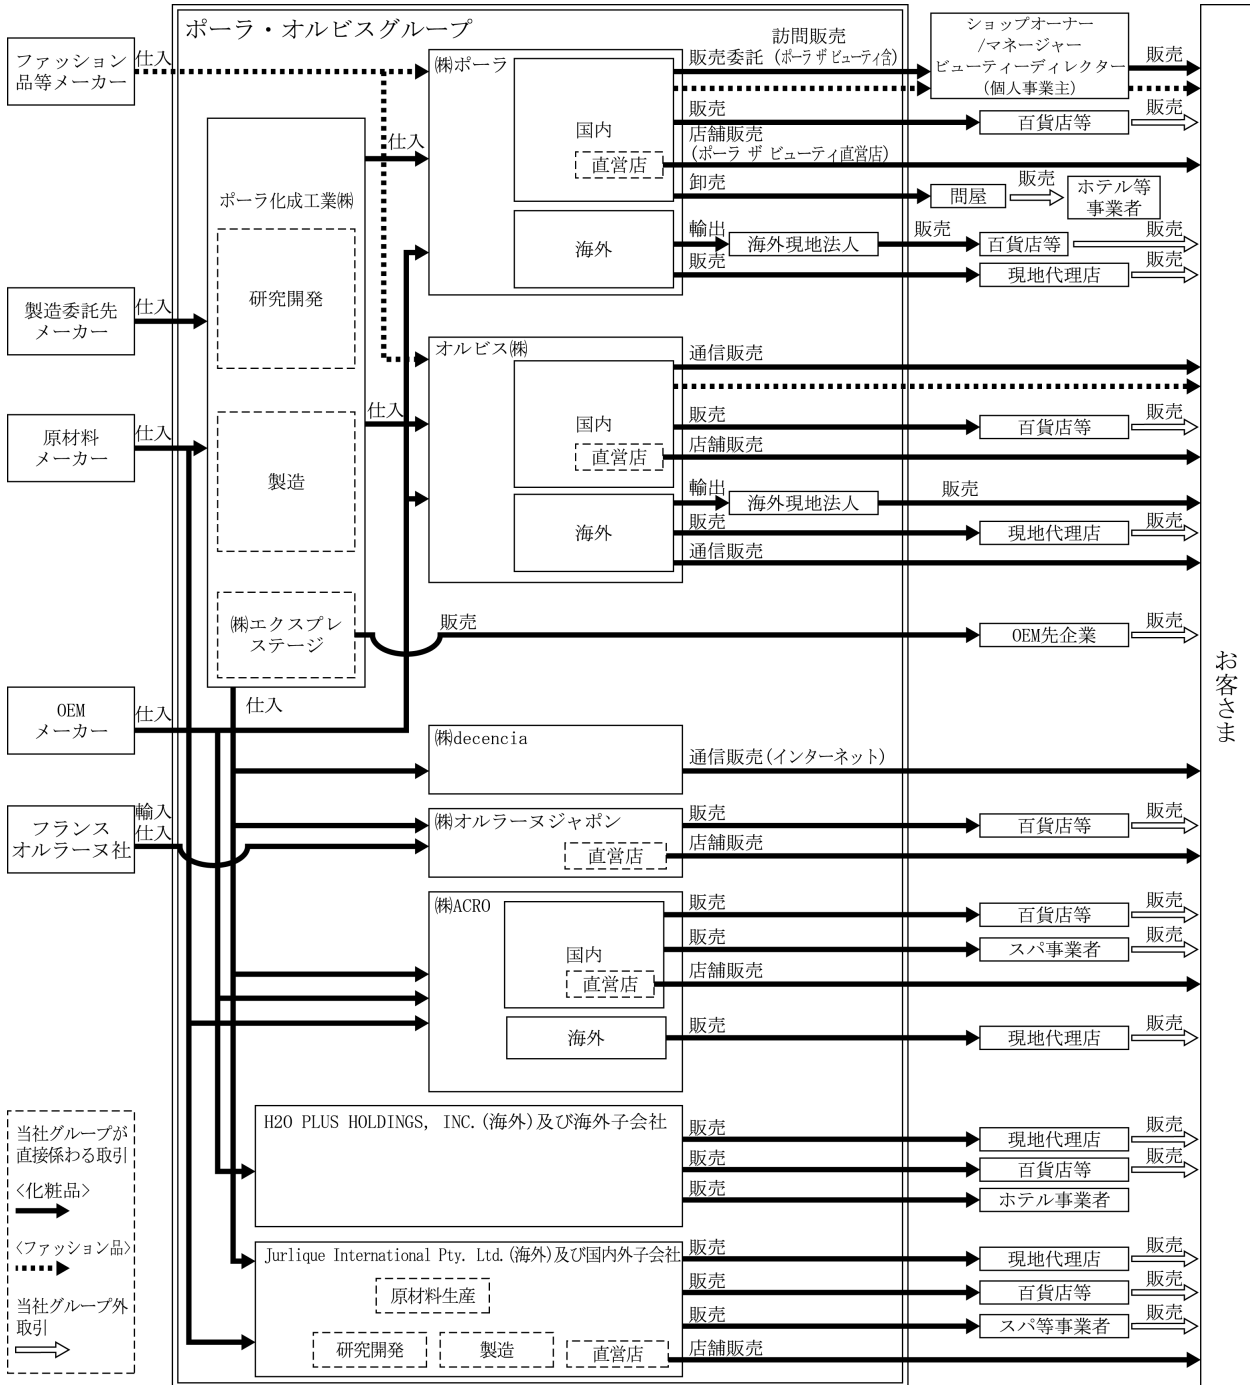 ポーラ・オルビスグループ
ファッション
品等メーカー
仕入
製造委託先
メーカー
仕入
原材料
メーカー
仕入
OEM
メーカー
仕入
フランス
オルラーヌ社
輸入
仕入
ポーラ化成工業㈱
研究開発
製造
㈱エクスプレ
ステージ
仕入
仕入
仕入
販売
OEM先企業
販売
㈱ポーラ
国内
直営店
海外
訪問販売
販売委託 (ポーラ ザ ビューティ含)
ショップオーナー
/マネージャー
ビューティーディレクター
(個人事業主)
販売
販売
百貨店等
販売
店舗販売
(ポーラ ザ ビューティ直営店)
卸売
問屋
販売
ホテル等
事業者
輸出
海外現地法人
販売
百貨店等
販売
販売
現地代理店
販売
オルビス㈱
国内
直営店
海外
通信販売
販売
百貨店等
販売
店舗販売
輸出
海外現地法人
販売
販売
現地代理店
販売
通信販売
㈱decencia
通信販売(インターネット)
㈱オルラーヌジャポン
直営店
販売
百貨店等
販売
店舗販売
㈱ACRO
国内
直営店
海外
販売
百貨店等
販売
販売
スパ事業者
販売
店舗販売
販売
現地代理店
販売
H2O PLUS HOLDINGS, INC.(海外)及び海外子会社
販売
現地代理店
販売
販売
百貨店等
販売
販売
ホテル事業者
Jurlique International Pty. Ltd.(海外)及び国内外子会社
原材料生産
研究開発
製造
直営店
販売
現地代理店
販売
販売
百貨店等
販売
販売
スパ等事業者
販売
店舗販売
お客さま
当社グループが
直接係わる取引
<化粧品>
<ファッション品>
当社グループ外
取引